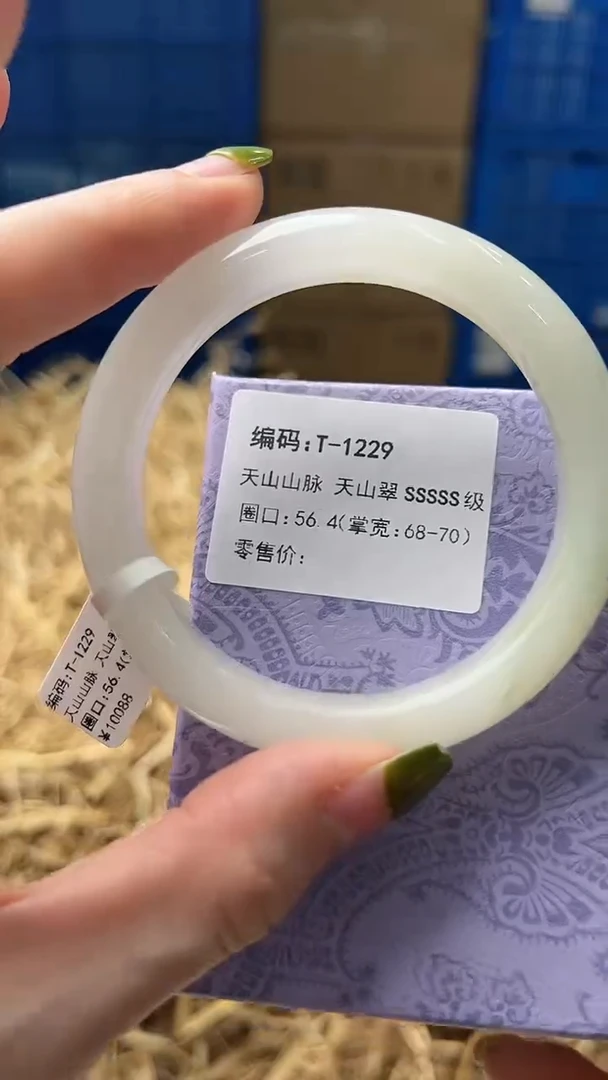 编码:T-1229
天山山脉 天山翠 SSSSS级
圈口:56.4(掌宽:68-70)
零售价:
编码:T-1229
天山山脉 天山
圈口:56.4(
*10088